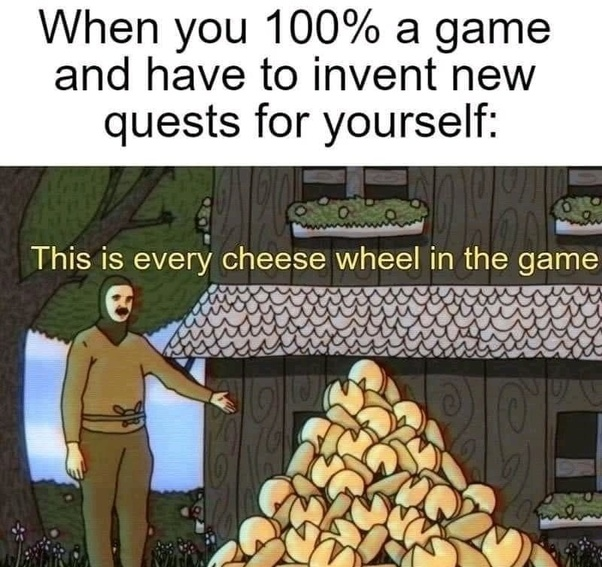 When you 100% a game
and have to invent new
quests for yourself:
This is every cheese wheel in the game